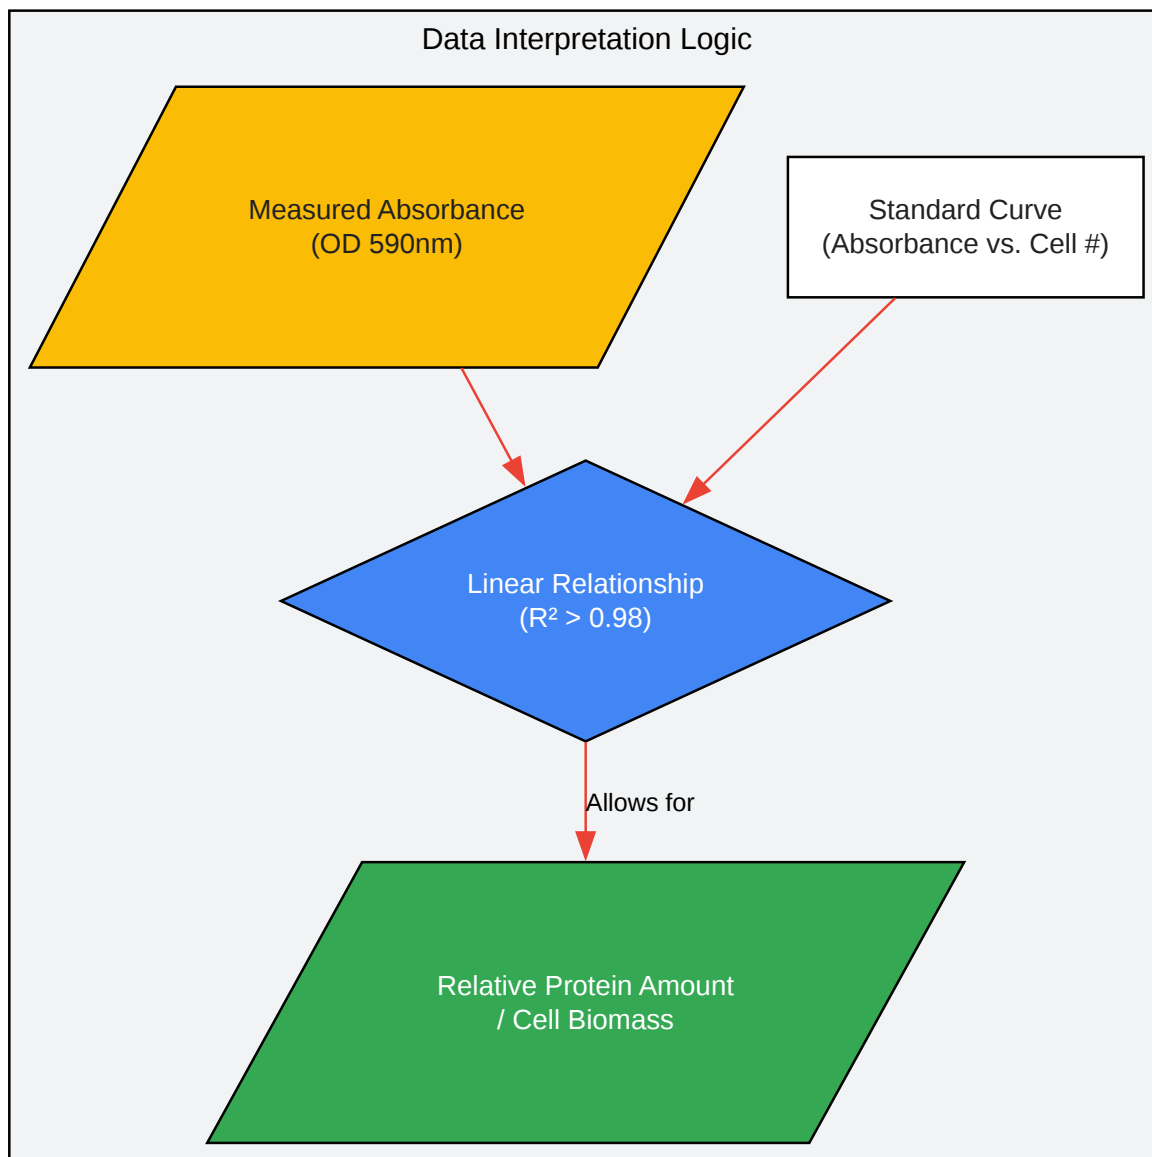 Data Interpretation Logic
Measured Absorbance
(OD 590nm)
Standard Curve
(Absorbance vs. Cell #)
Linear Relationship
(R² > 0.98)
Allows for
Relative Protein Amount
/ Cell Biomass